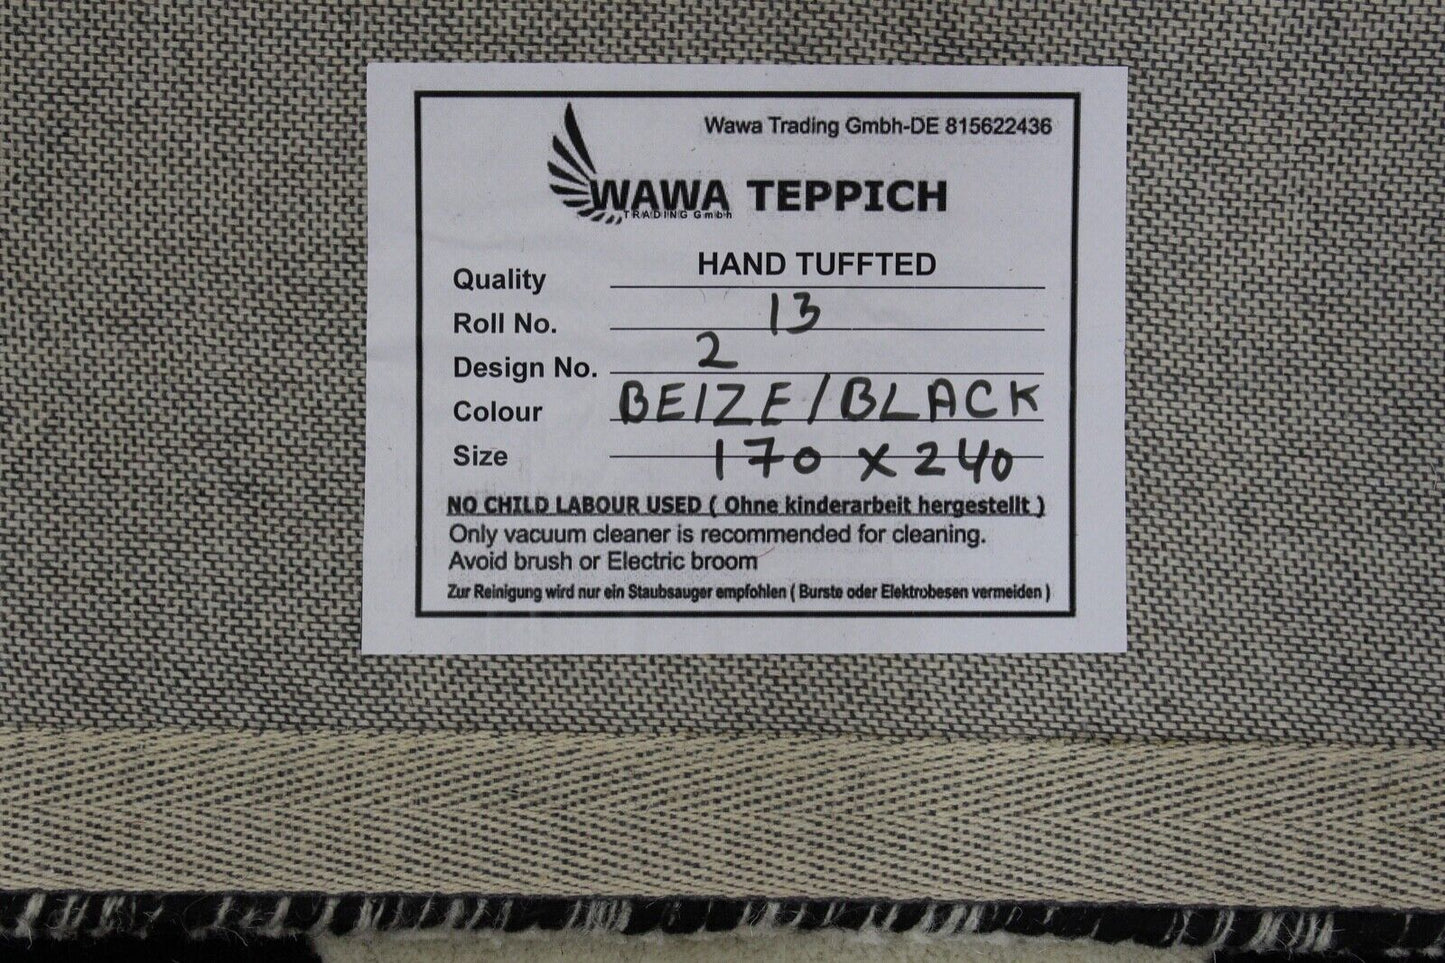 Wawa Trading Gmbh-DE 815622436
WAWA TEPPICH
TRADING Gmbh
Quality HAND TUFFTED
Roll No. 13
Design No. 2
Colour BEIZE/BLACK
Size 170 x 240
NO CHILD LABOUR USED ( Ohne kinderarbeit hergestellt )
Only vacuum cleaner is recommended for cleaning.
Avoid brush or Electric broom
Zur Reinigung wird nur ein Staubsauger empfohlen ( Burste oder Elektrobesen vermeiden )